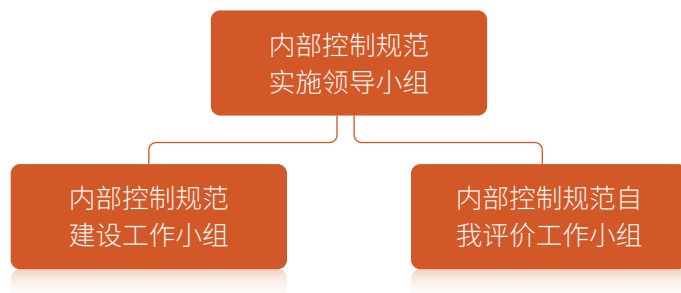 内部控制规范
实施领导小组
内部控制规范
建设工作小组
内部控制规范自
我评价工作小组